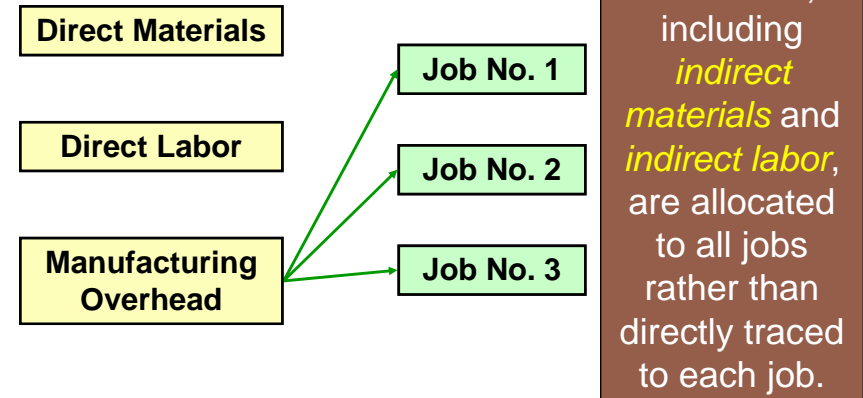 Direct Materials
Direct Labor
Manufacturing
Overhead
Job No. 1
Job No. 2
Job No. 3
including
indirect
materials and
indirect labor,
are allocated
to all jobs
rather than
directly traced
to each job.